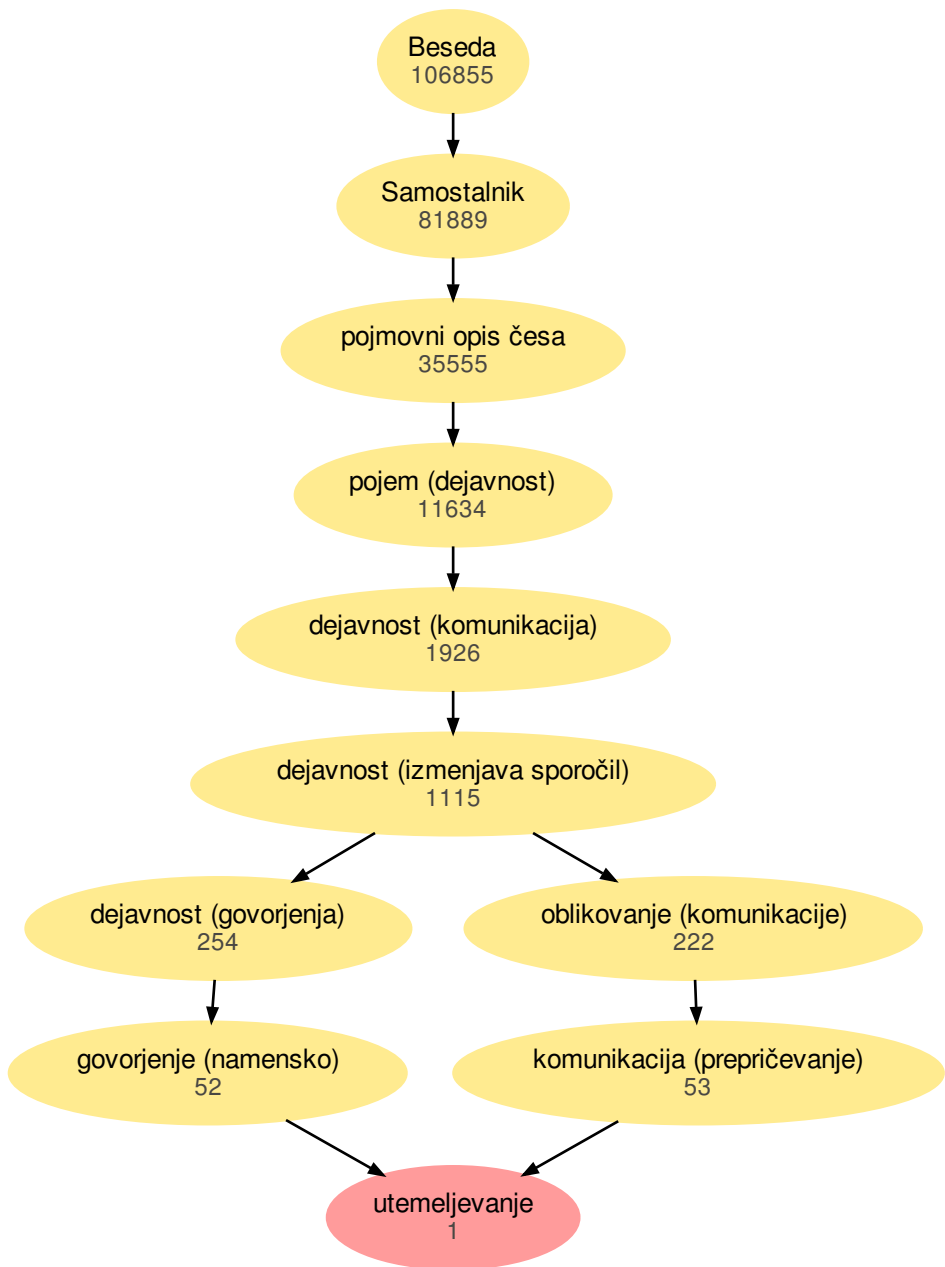 Beseda
106855
Samostalnik
81889
pojmovni opis česa
35555
pojem (dejavnost)
11634
dejavnost (komunikacija)
1926
dejavnost (izmenjava sporočil)
1115
dejavnost (govorjenja)
254
oblikovanje (komunikacije)
222
govorjenje (namensko)
52
komunikacija (prepričevanje)
53
utemeljevanje
1